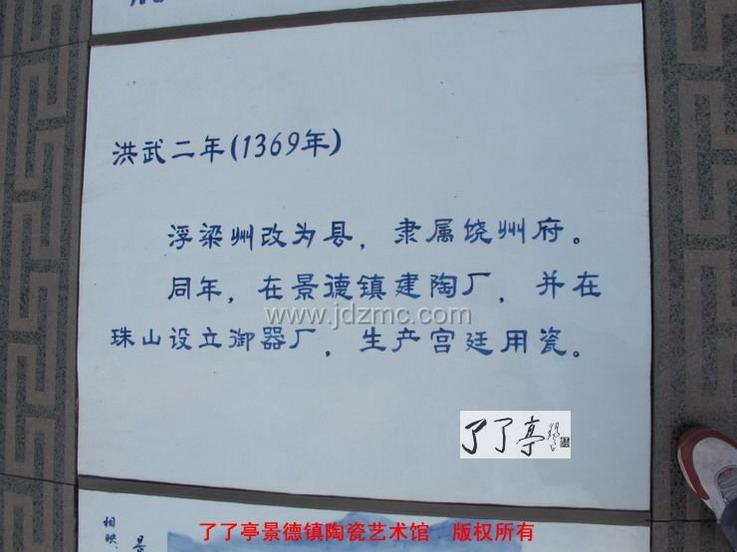 洪武二年(1369年)
浮梁州改为县，隶属饶州府。
同年，在景德镇建陶厂，并在
www.jdzmc.com
珠山设立御器厂，生产宫廷用瓷。
了了亭
相映
景
了了亭景德镇陶瓷艺术馆 版权所有